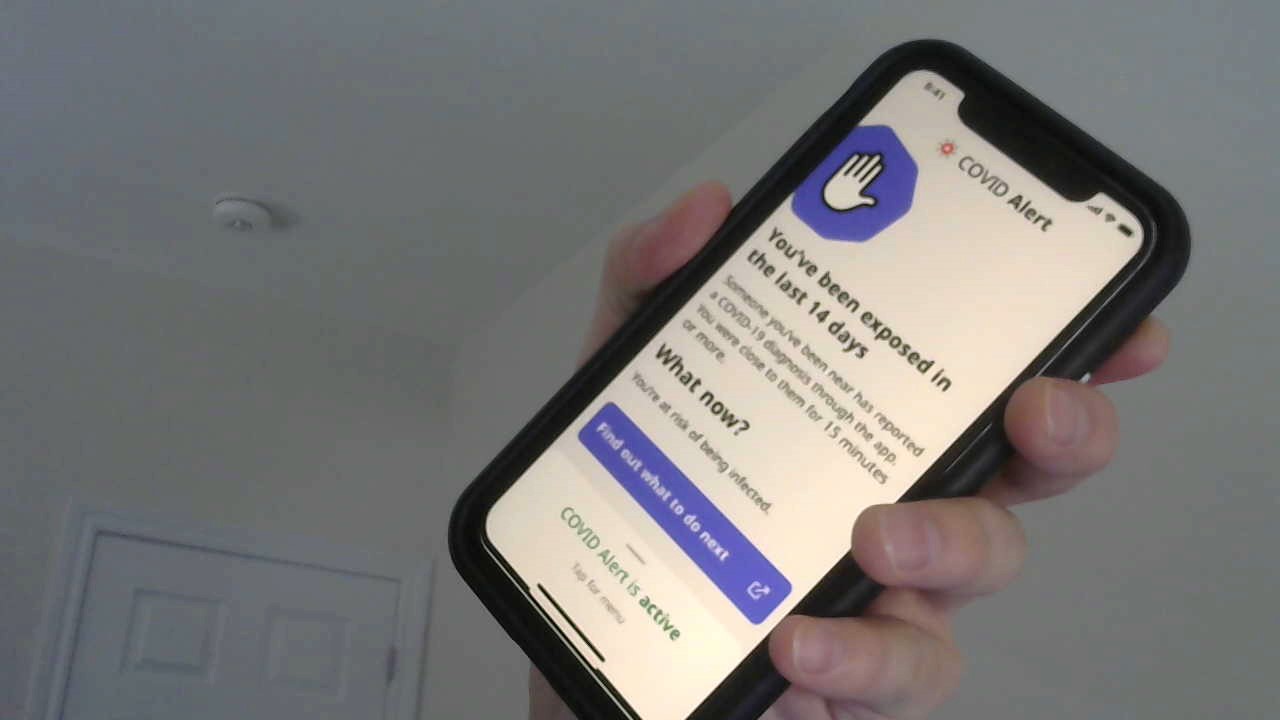 8:41
COVID Alert
You've been exposed in
the last 14 days
Someone you've been near has reported
a COVID-19 diagnosis through the app.
You were close to them for 15 minutes
or more.
What now?
You're at risk of being infected.
Find out what to do next
COVID Alert is active
Tap for menu